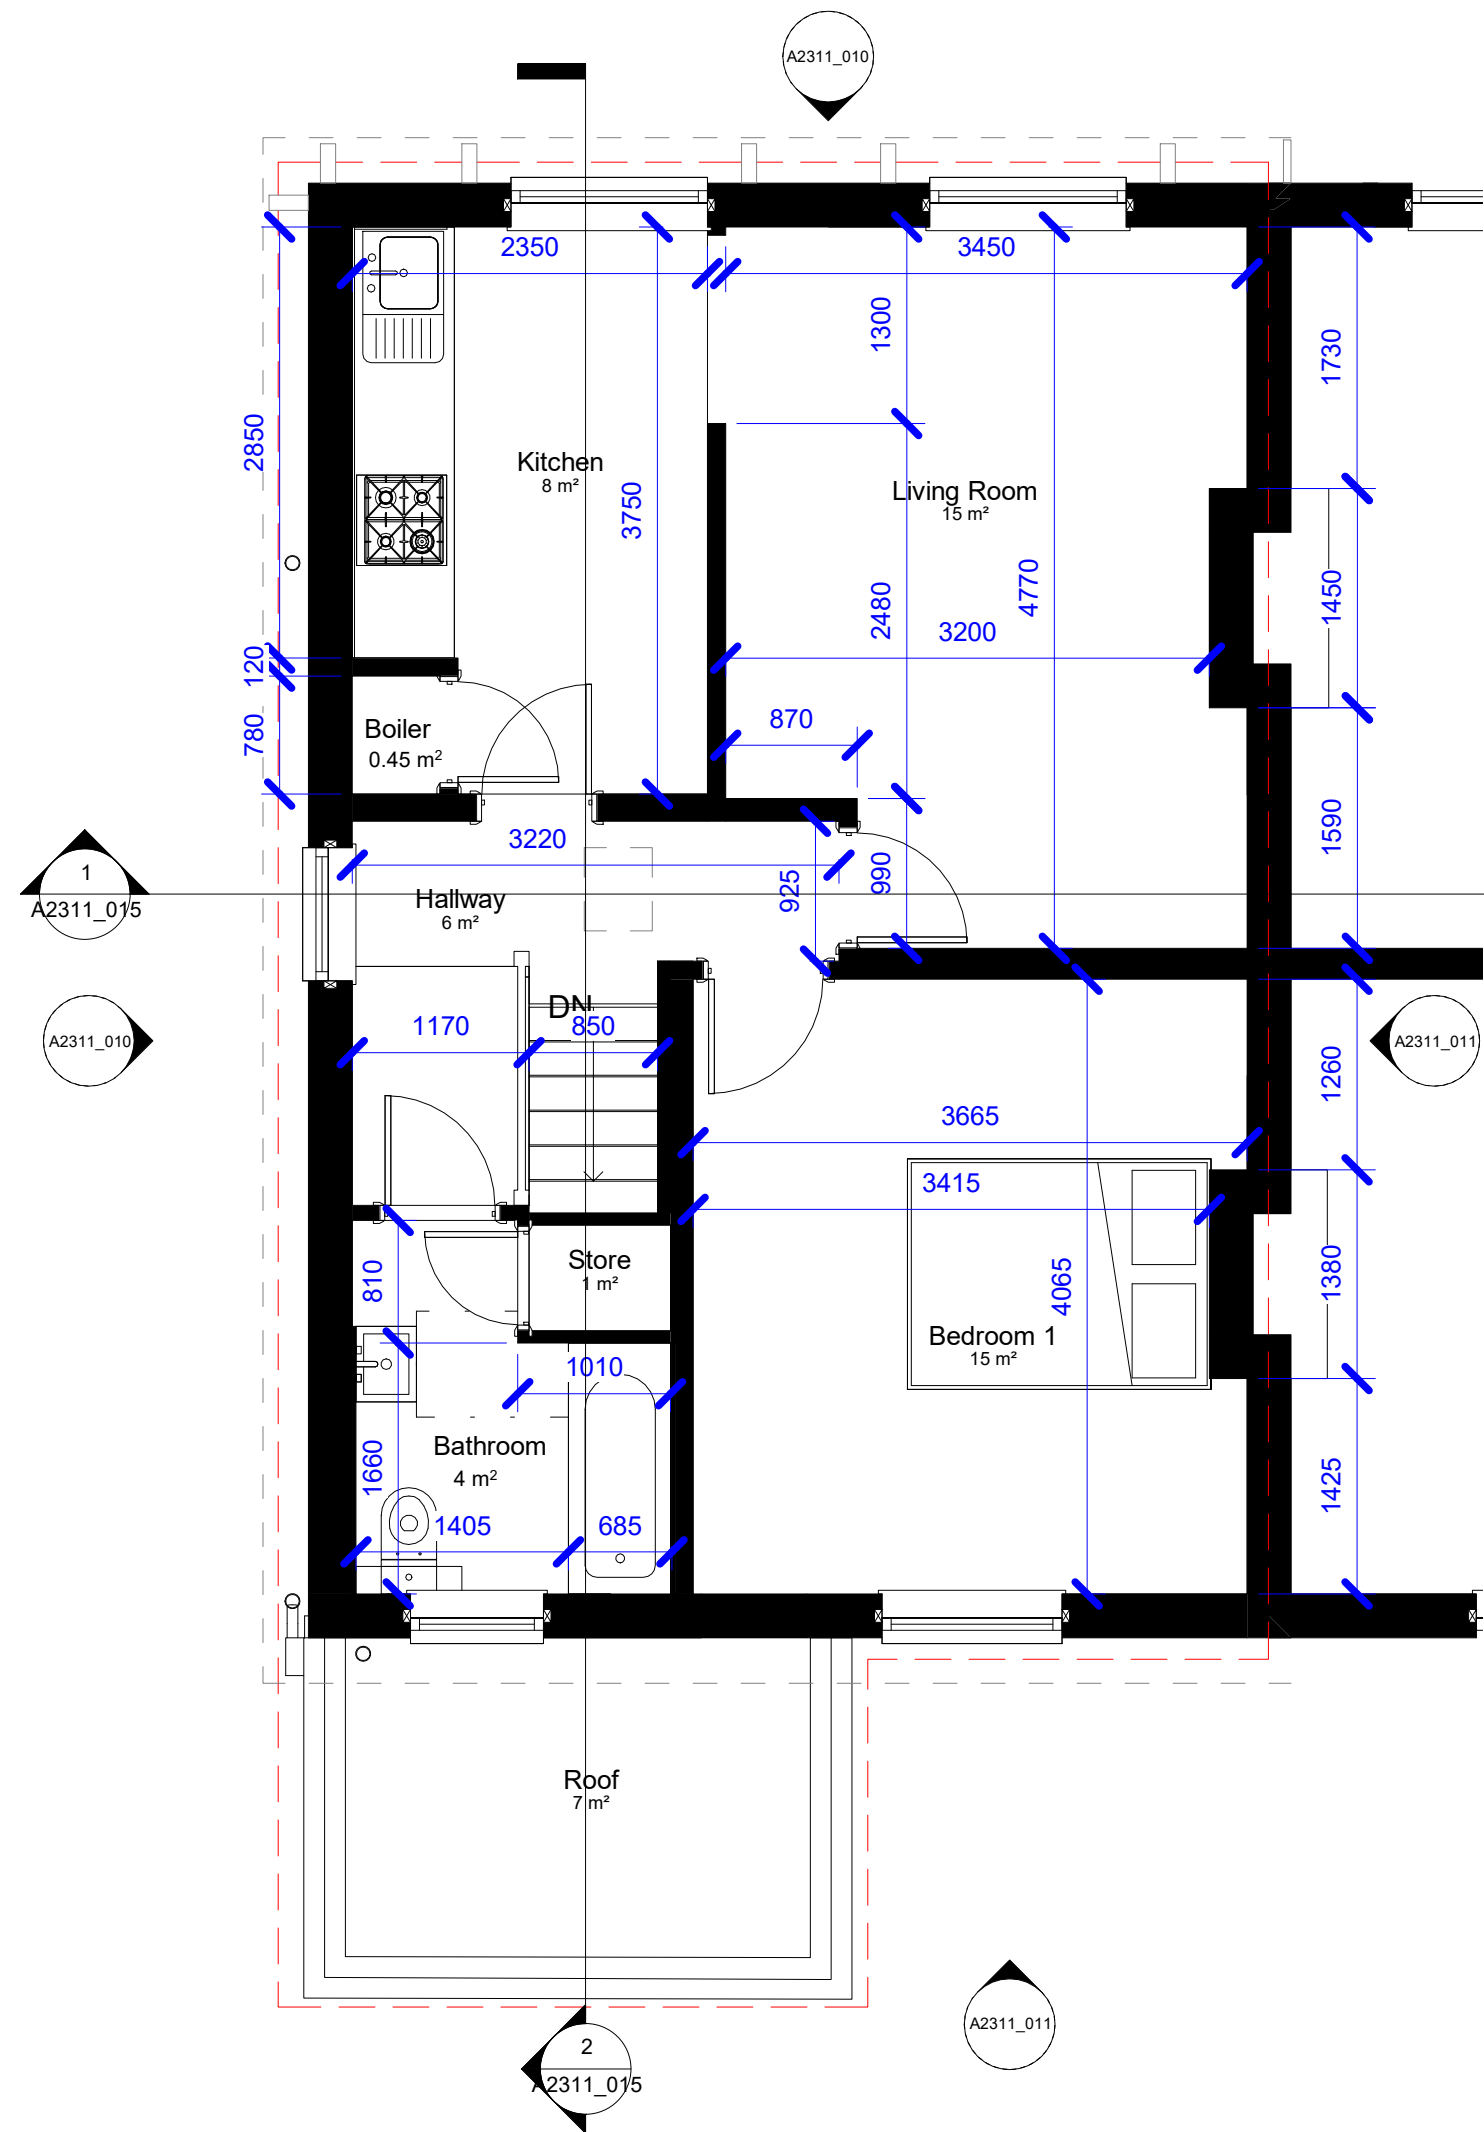 A2311_010
2350
3450
1300
1730
2850
Kitchen
8 m²
3750
Living Room
15 m²
4770
2480
3200
1450
120
780
Boiler
0.45 m²
870
3220
925
990
1590
1
A2311_015
Hallway
6 m²
DN
1170
850
A2311_010
A2311_011
1260
3665
3415
810
Store
1 m²
4065
1380
Bedroom 1
15 m²
1010
Bathroom
4 m²
1660
1405
685
1425
Roof
7 m²
A2311_011
2
A2311_015